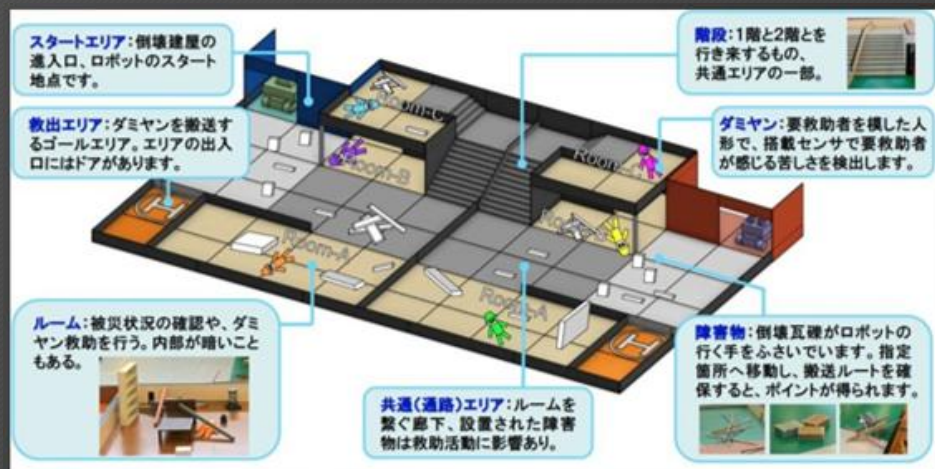 スタートエリア：倒壊建屋の
進入口、ロボットのスタート
地点です。
救出エリア：ダミヤンを搬送す
るゴールエリア。エリアの出入
口にはドアがあります。
階段：1階と2階とを
行き来するもの、
共通エリアの一部。
ダミヤン：要救助者を模した人
形で、搭載センサで要救助者
が感じる苦しさを検出します。
Room-C
Room-B
Room-A
Room-C
Room-B
Room-A
ルーム：被災状況の確認や、ダミ
ヤン救助を行う。内部が暗いこと
もある。
共通（通路）エリア：ルームを
繋ぐ廊下、設置された障害
物は救助活動に影響あり。
障害物：倒壊瓦礫がロボットの
行く手をふさいでいます。指定
箇所へ移動し、搬送ルートを確
保すると、ポイントが得られます。